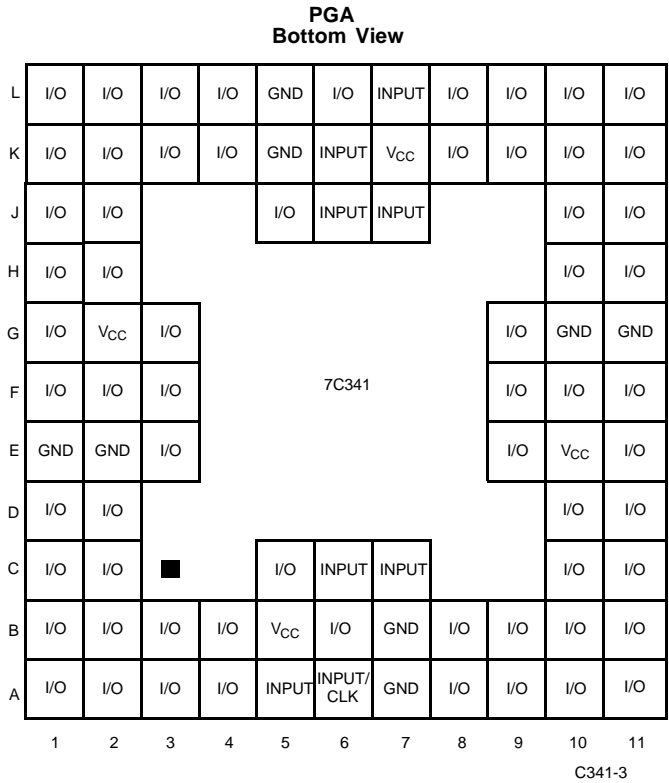 PGA
Bottom View
L I/O I/O I/O I/O GND I/O INPUT I/O I/O I/O I/O
K I/O I/O I/O I/O GND INPUT VCC I/O I/O I/O I/O
J I/O I/O I/O INPUT INPUT I/O I/O
H I/O I/O I/O I/O
G I/O VCC I/O I/O GND GND
F I/O I/O I/O 7C341 I/O I/O I/O
E GND GND I/O I/O VCC I/O
D I/O I/O I/O I/O
C I/O I/O I/O INPUT INPUT I/O I/O
B I/O I/O I/O I/O VCC I/O GND I/O I/O I/O I/O
A I/O I/O I/O I/O INPUT INPUT/ CLK GND I/O I/O I/O I/O
1 2 3 4 5 6 7 8 9 10 11
C341-3